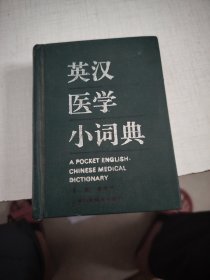 英汉
医学
小词典
A POCKET ENGLISH-
CHINESE MEDICAL
DICTIONARY